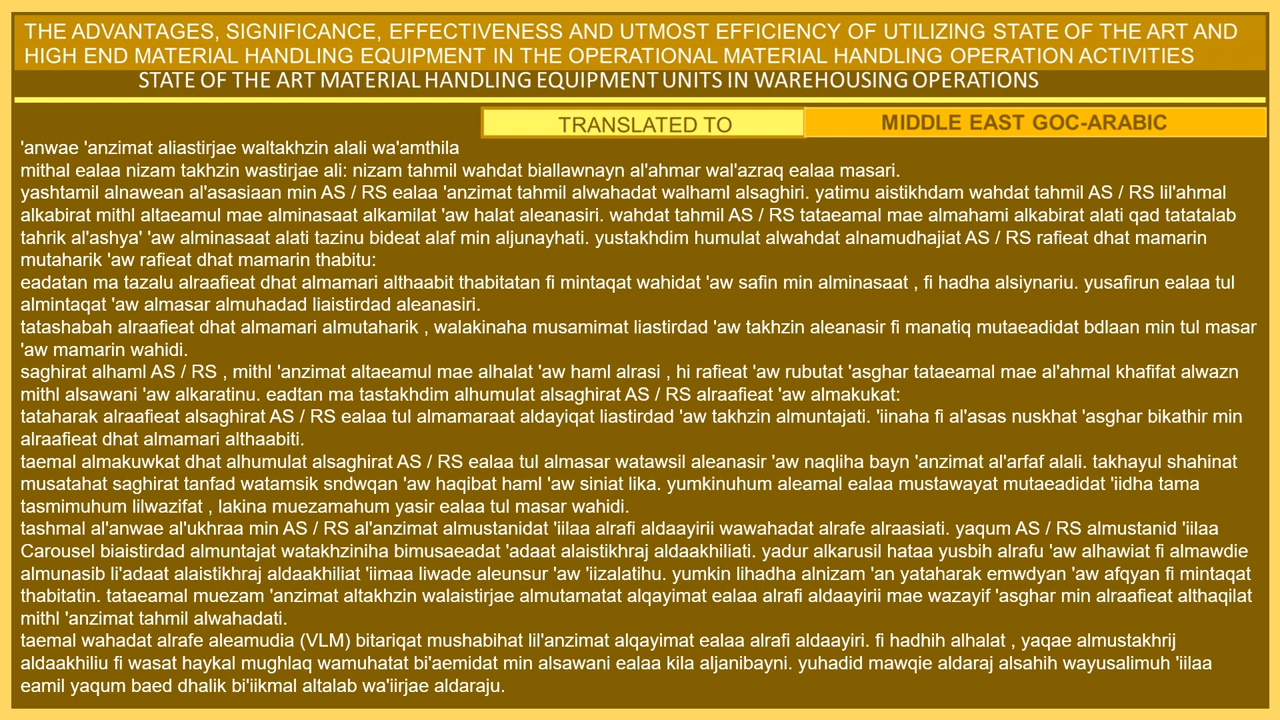 THE ADVANTAGES, SIGNIFICANCE, EFFECTIVENESS AND UTMOST EFFICIENCY OF UTILIZING STATE OF THE ART AND
HIGH END MATERIAL HANDLING EQUIPMENT IN THE OPERATIONAL MATERIAL HANDLING OPERATION ACTIVITIES
STATE OF THE ART MATERIAL HANDLING EQUIPMENT UNITS IN WAREHOUSING OPERATIONS
TRANSLATED TO
MIDDLE EAST GOC-ARABIC
'anwae 'anzimat aliastirjae waltakhzin alali wa'amthila
mithal ealaa nizam takhzin wastirjae ali: nizam tahmil wahdat biallawnayn al'ahmar wal'azraq ealaa masari.
yashtamil alnawean al'asasiaan min AS / RS ealaa 'anzimat tahmil alwahadat walhaml alsaghiri. yatimu aistikhdam wahdat tahmil AS / RS lil'ahmal
alkabirat mithl altaeamul mae alminasaat alkamilat 'aw halat aleanasiri. wahdat tahmil AS / RS tataeamal mae almahami alkabirat alati qad tatatalab
tahrik al'ashya' 'aw alminasaat alati tazinu bideat alaf min aljunayhati. yustakhdim humulat alwahdat alnamudhajiat AS / RS rafieat dhat mamarin
mutaharik 'aw rafieat dhat mamarin thabitu:
eadatan ma tazalu alraafieat dhat almamari althaabit thabitatan fi mintaqat wahidat 'aw safin min alminasaat , fi hadha alsiynariu. yusafirun ealaa tul
almintaqat 'aw almasar almuhadad liaistirdad aleanasiri.
tatashabah alraafieat dhat almamari almutaharik , walakinaha musamimat liastirdad 'aw takhzin aleanasir fi manatiq mutaeadidat bdlaan min tul masar
'aw mamarin wahidi.
saghirat alhaml AS / RS , mithl 'anzimat altaeamul mae alhalat 'aw haml alrasi , hi rafieat 'aw rubutat 'asghar tataeamal mae al'ahmal khafifat alwazn
mithl alsawani 'aw alkaratinu. eadtan ma tastakhdim alhumulat alsaghirat AS / RS alraafieat 'aw almakukat:
tataharak alraafieat alsaghirat AS / RS ealaa tul almamaraat aldayiqat liastirdad 'aw takhzin almuntajati. 'iinaha fi al'asas nuskhat 'asghar bikathir min
alraafieat dhat almamari althaabiti.
taemal almakuwkat dhat alhumulat alsaghirat AS / RS ealaa tul almasar watawsil aleanasir 'aw naqliha bayn 'anzimat al'arfaf alali. takhayul shahinat
musatahat saghirat tanfad watamsik sndwqan 'aw haqibat haml 'aw siniat lika. yumkinuhum aleamal ealaa mustawayat mutaeadidat 'iidha tama
tasmimuhum lilwazifat , lakina muezamahum yasir ealaa tul masar wahidi.
tashmal al'anwae al'ukhraa min AS / RS al'anzimat almustanidat 'iilaa alrafi aldaayirii wawahadat alrafe alraasiati. yaqum AS / RS almustanid 'iilaa
Carousel biaistirdad almuntajat watakhziniha bimusaeadat 'adaat alaistikhraj aldaakhiliati. yadur alkarusil hataa yusbih alrafu 'aw alhawiat fi almawdie
almunasib li'adaat alaistikhraj aldaakhiliat 'iimaa liwade aleunsur 'aw 'iizalatihu. yumkin lihadha alnizam 'an yataharak emwdyan 'aw afqyan fi mintaqat
thabitatin. tataeamal muezam 'anzimat altakhzin walaistirjae almutamatat alqayimat ealaa alrafi aldaayirii mae wazayif 'asghar min alraafieat althaqilat
mithl 'anzimat tahmil alwahadati.
taemal wahadat alrafe aleamudia (VLM) bitariqat mushabihat lil'anzimat alqayimat ealaa alrafi aldaayiri. fi hadhih alhalat , yaqae almustakhrij
aldaakhiliu fi wasat haykal mughlaq wamuhatat bi'aemidat min alsawani ealaa kila aljanibayni. yuhadid mawqie aldaraj alsahih wayusalimuh 'iilaa
eamil yaqum baed dhalik bi'iikmal altalab wa'iirjae aldaraju.